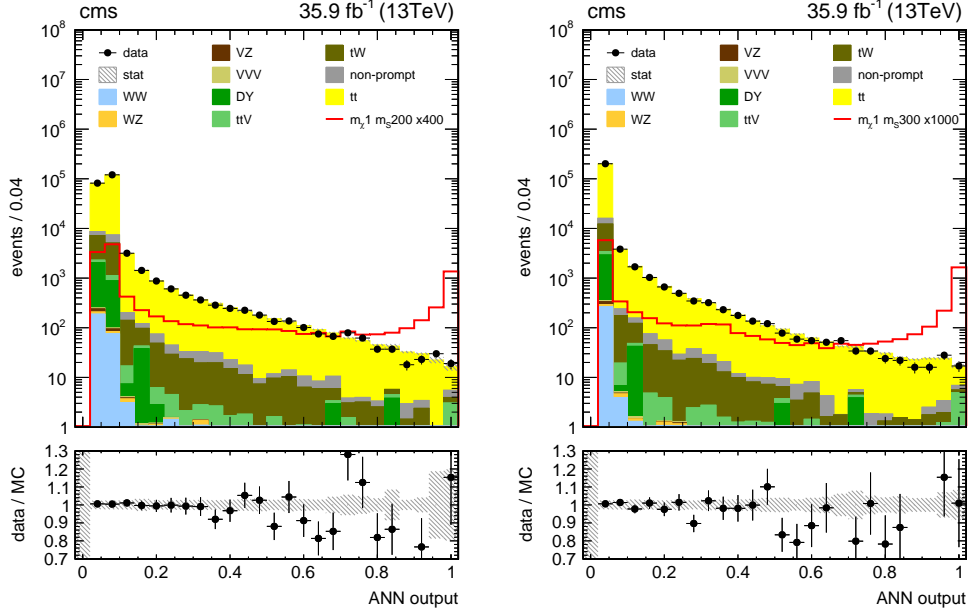 cms 35.9 fb⁻¹ (13TeV)
10⁸
10⁷
10⁶
10⁵
10⁴
10³
10²
10
1
events / 0.04
data VZ tW
stat VVV non-prompt
WW DY tt
WZ ttV mχ1 ms200 x400
1.3
1.2
1.1
1.0
0.9
0.8
0.7
data / MC
0 0.2 0.4 0.6 0.8 1
ANN output
cms 35.9 fb⁻¹ (13TeV)
10⁸
10⁷
10⁶
10⁵
10⁴
10³
10²
10
1
events / 0.04
data VZ tW
stat VVV non-prompt
WW DY tt
WZ ttV mχ1 ms300 x1000
1.3
1.2
1.1
1.0
0.9
0.8
0.7
data / MC
0 0.2 0.4 0.6 0.8 1
ANN output